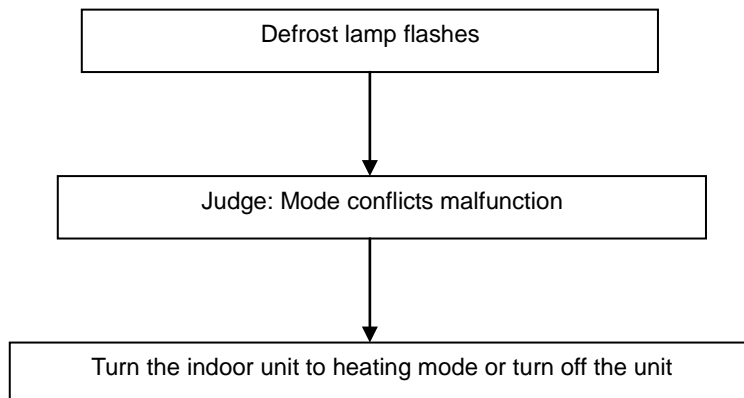 Defrost lamp flashes
Judge: Mode conflicts malfunction
Turn the indoor unit to heating mode or turn off the unit